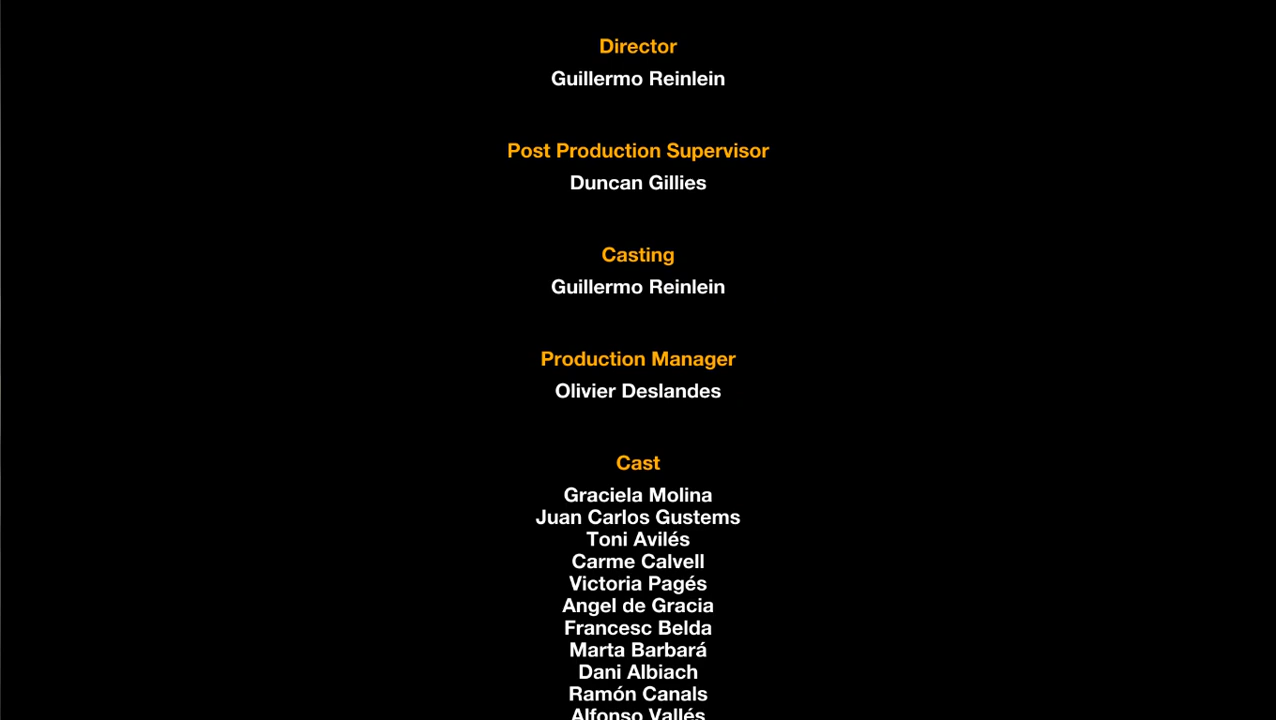 Director
Guillermo Reinlein
Post Production Supervisor
Duncan Gillies
Casting
Guillermo Reinlein
Production Manager
Olivier Deslandes
Cast
Graciela Molina
Juan Carlos Gustems
Toni Avilés
Carme Calvell
Victoria Pagés
Angel de Gracia
Francesc Belda
Marta Barbará
Dani Albiach
Ramón Canals
Alfonso Vallés